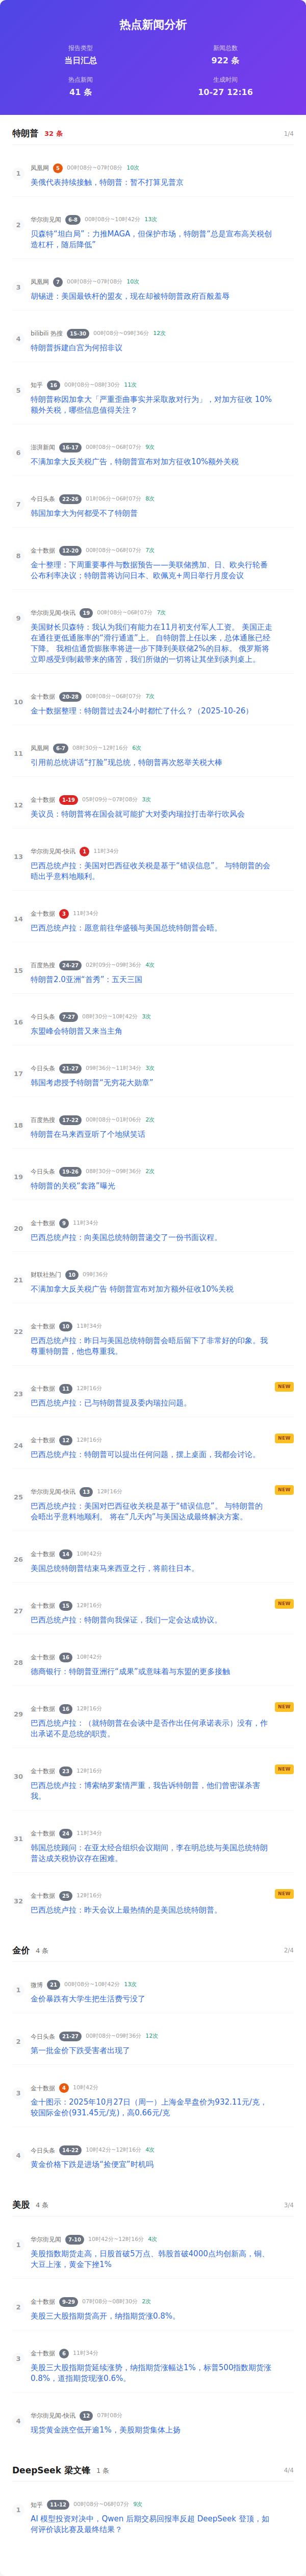 热点新闻分析
报告类型
当日汇总
新闻总数
922 条
热点新闻
41 条
生成时间
10-27 12:16
特朗普 32 条 1/4
1
凤凰网 5 00时08分~07时08分 10次
美俄代表持续接触，特朗普：暂不打算见普京
2
华尔街见闻 6-8 00时08分~10时42分 13次
贝森特“坦白局”：力推MAGA，但保护市场，特朗普“总是宣布高关税创
造杠杆，随后降低”
3
凤凰网 7 00时08分~07时08分 10次
胡锡进：美国最铁杆的盟友，现在却被特朗普政府百般羞辱
4
bilibili 热搜 15-30 00时08分~09时36分 12次
特朗普拆建白宫为何招非议
5
知乎 16 00时08分~08时30分 11次
特朗普称因为加拿大「严重歪曲事实并采取敌对行为」，对加方征收 10%
额外关税，哪些信息值得关注？
6
澎湃新闻 16-17 00时08分~06时07分 9次
不满加拿大反关税广告，特朗普宣布对加方征收10%额外关税
7
今日头条 22-26 01时06分~06时07分 8次
韩国加拿大为何都受不了特朗普
8
金十数据 12-20 00时08分~06时07分 7次
金十整理：下周重要事件与数据预告——美联储携加、日、欧央行轮番
公布利率决议；特朗普将访问日本、欧佩克+周日举行月度会议
9
华尔街见闻-快讯 19 00时08分~06时07分 7次
美国财长贝森特：我认为我们有能力在11月初支付军人工资。 美国正走
在通往更低通胀率的“滑行通道”上。 自特朗普上任以来，总体通胀已经
下降。 我相信通货膨胀率将进一步下降到美联储2%的目标。 俄罗斯将
立即感受到制裁带来的痛苦，我们所做的一切将让其坐到谈判桌上。
10
金十数据 20-28 00时08分~06时07分 7次
金十数据整理：特朗普过去24小时都忙了什么？（2025-10-26）
11
凤凰网 6-7 08时30分~12时16分 6次
引用前总统讲话“打脸”现总统，特朗普再次怒举关税大棒
12
金十数据 1-19 05时09分~07时08分 3次
美议员：特朗普将在国会就可能扩大对委内瑞拉打击举行吹风会
13
华尔街见闻-快讯 1 11时34分
巴西总统卢拉：美国对巴西征收关税是基于“错误信息”。 与特朗普的会
晤出乎意料地顺利。
14
金十数据 3 11时34分
巴西总统卢拉：愿意前往华盛顿与美国总统特朗普会晤。
15
百度热搜 24-27 02时09分~09时36分 4次
特朗普2.0亚洲“首秀”：五天三国
16
今日头条 7-27 08时30分~10时42分 3次
东盟峰会特朗普又来当主角
17
今日头条 21-27 09时36分~11时34分 3次
韩国考虑授予特朗普“无穷花大勋章”
18
百度热搜 17-22 00时08分~01时06分 2次
特朗普在马来西亚听了个地狱笑话
19
今日头条 19-26 08时30分~09时36分 2次
特朗普的关税“套路”曝光
20
金十数据 9 11时34分
巴西总统卢拉：向美国总统特朗普递交了一份书面议程。
21
财联社热门 10 09时36分
不满加拿大反关税广告 特朗普宣布对加方额外征收10%关税
22
金十数据 10 11时34分
巴西总统卢拉：昨日与美国总统特朗普会晤后留下了非常好的印象。我
尊重特朗普，他也尊重我。
23
金十数据 11 12时16分 NEW
巴西总统卢拉：已与特朗普提及委内瑞拉问题。
24
金十数据 12 12时16分 NEW
巴西总统卢拉：特朗普可以提出任何问题，摆上桌面，我都会讨论。
25
华尔街见闻-快讯 13 12时16分 NEW
巴西总统卢拉：美国对巴西征收关税是基于“错误信息”。 与特朗普的
会晤出乎意料地顺利。 将在“几天内”与美国达成最终解决方案。
26
金十数据 14 10时42分
美国总统特朗普结束马来西亚之行，将前往日本。
27
金十数据 15 12时16分 NEW
巴西总统卢拉：特朗普向我保证，我们一定会达成协议。
28
金十数据 16 10时42分
德商银行：特朗普亚洲行“成果”或意味着与东盟的更多接触
29
金十数据 16 12时16分 NEW
巴西总统卢拉：（就特朗普在会谈中是否作出任何承诺表示）没有，作
出承诺不是总统的职责。
30
金十数据 23 12时16分 NEW
巴西总统卢拉：博索纳罗案情严重，我告诉特朗普，他们曾密谋杀害
我。
31
金十数据 24 11时34分
韩国总统顾问：在亚太经合组织会议期间，李在明总统与美国总统特朗
普达成关税协议存在困难。
32
金十数据 25 12时16分 NEW
巴西总统卢拉：昨天会议上最热情的是美国总统特朗普。
金价 4 条 2/4
1
微博 21 00时08分~10时42分 13次
金价暴跌有大学生把生活费亏没了
2
今日头条 21-27 00时08分~09时36分 12次
第一批金价下跌受害者出现了
3
金十数据 4 10时42分
金十图示：2025年10月27日（周一）上海金早盘价为932.11元/克，
较国际金价(931.45元/克)，高0.66元/克
4
今日头条 14-22 10时42分~12时16分 4次
黄金价格下跌是进场“捡便宜”时机吗
美股 4 条 3/4
1
华尔街见闻 7-10 10时42分~12时16分 4次
美股指数期货走高，日股首破5万点、韩股首破4000点均创新高，铜、
大豆上涨，黄金下挫1%
2
金十数据 9-29 07时08分~08时30分 2次
美股三大股指期货高开，纳指期货涨0.8%。
3
金十数据 6 11时34分
美股三大股指期货延续涨势，纳指期货涨幅达1%，标普500指数期货涨
0.8%，道指期货现涨0.6%。
4
华尔街见闻-快讯 12 07时08分
现货黄金跳空低开逾1%，美股期货集体上扬
DeepSeek 梁文锋 1 条 4/4
1
知乎 11-12 00时08分~06时07分 9次
AI 模型投资对决中，Qwen 后期交易回报率反超 DeepSeek 登顶，如
何评价该比赛及最终结果？